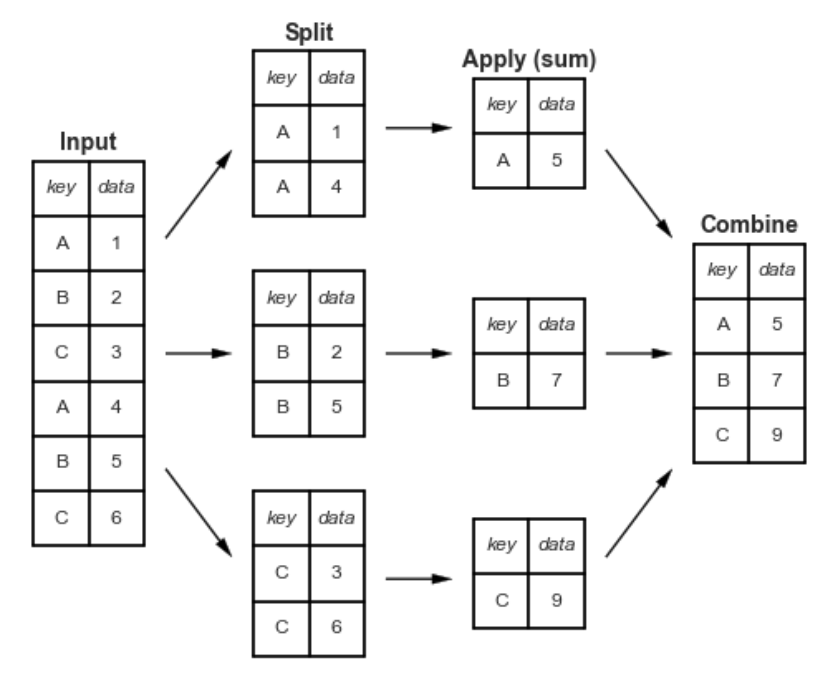 Input
key data
A 1
B 2
C 3
A 4
B 5
C 6
Split
key data
A 1
A 4
key data
B 2
B 5
key data
C 3
C 6
Apply (sum)
key data
A 5
key data
B 7
key data
C 9
Combine
key data
A 5
B 7
C 9